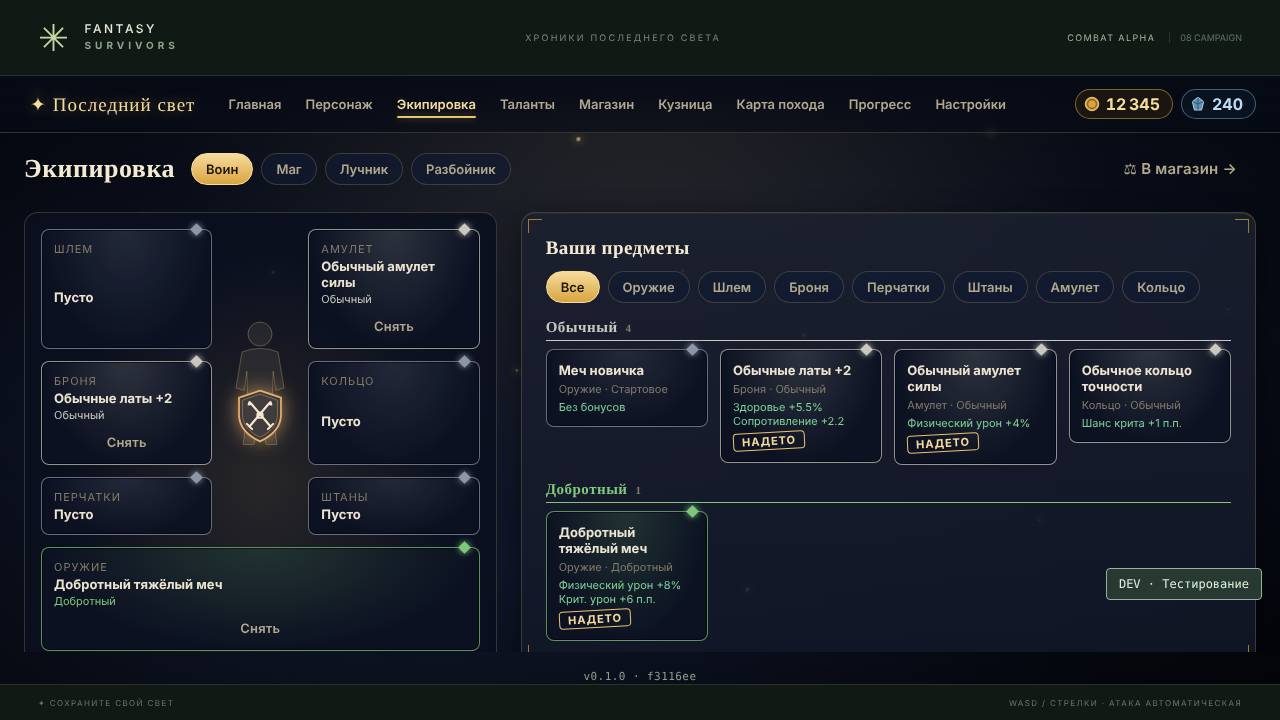 FANTASY
SURVIVORS
ХРОНИКИ ПОСЛЕДНЕГО СВЕТА
COMBAT ALPHA
08 CAMPAIGN
✦ Последний свет
Главная
Персонаж
Экипировка
Таланты
Магазин
Кузница
Карта похода
Прогресс
Настройки
12 345
240
Экипировка
Воин
Маг
Лучник
Разбойник
⚖ В магазин →
ШЛЕМ
Пусто
АМУЛЕТ
Обычный амулет
силы
Обычный
Снять
БРОНЯ
Обычные латы +2
Обычный
Снять
КОЛЬЦО
Пусто
ПЕРЧАТКИ
Пусто
ШТАНЫ
Пусто
ОРУЖИЕ
Добротный тяжёлый меч
Добротный
Снять
Ваши предметы
Все
Оружие
Шлем
Броня
Перчатки
Штаны
Амулет
Кольцо
Обычный 4
Меч новичка
Оружие · Стартовое
Без бонусов
Обычные латы +2
Броня · Обычный
Здоровье +5.5%
Сопротивление +2.2
НАДЕТО
Обычный амулет
силы
Амулет · Обычный
Физический урон +4%
НАДЕТО
Обычное кольцо
точности
Кольцо · Обычный
Шанс крита +1 п.п.
Добротный 1
Добротный
тяжёлый меч
Оружие · Добротный
Физический урон +8%
Крит. урон +6 п.п.
НАДЕТО
DEV · Тестирование
v0.1.0 · f3116ee
✦ СОХРАНИТЕ СВОЙ СВЕТ
WASD / СТРЕЛКИ · АТАКА АВТОМАТИЧЕСКАЯ